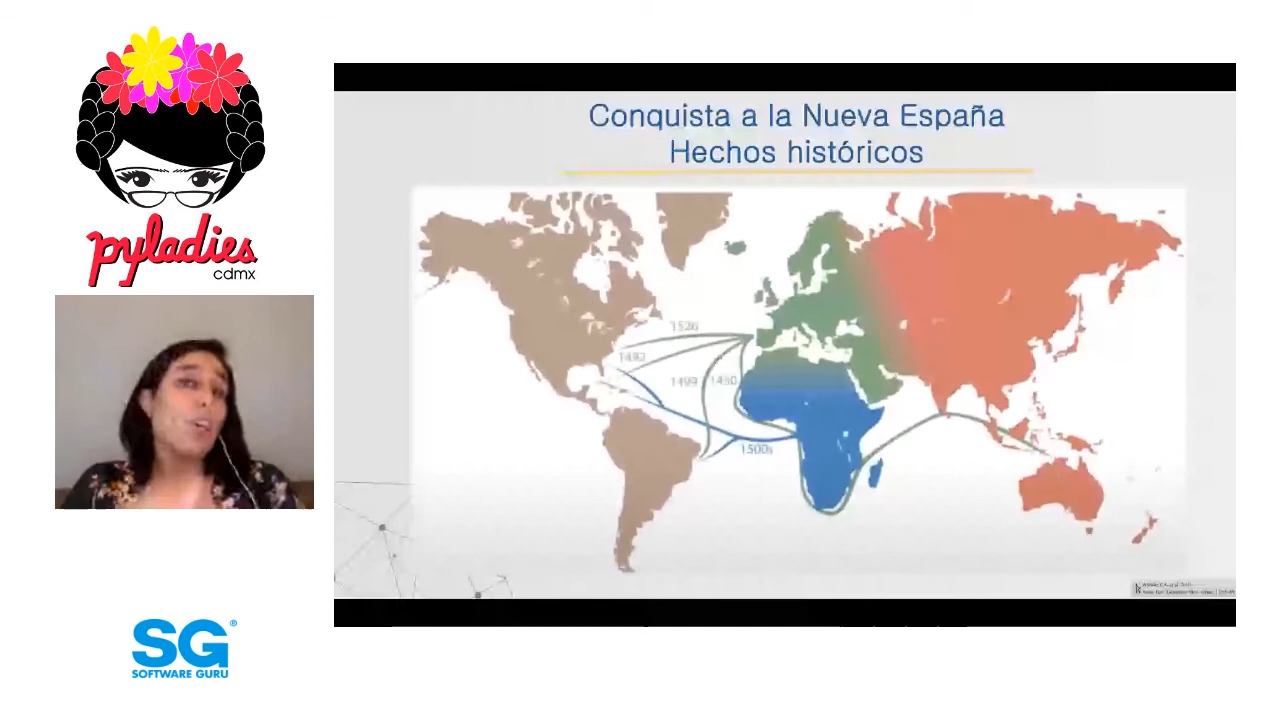 pyladies
cdmx
Conquista a la Nueva España
Hechos históricos
1526
1492
1499
1450
1500s
SG®
SOFTWARE GURU